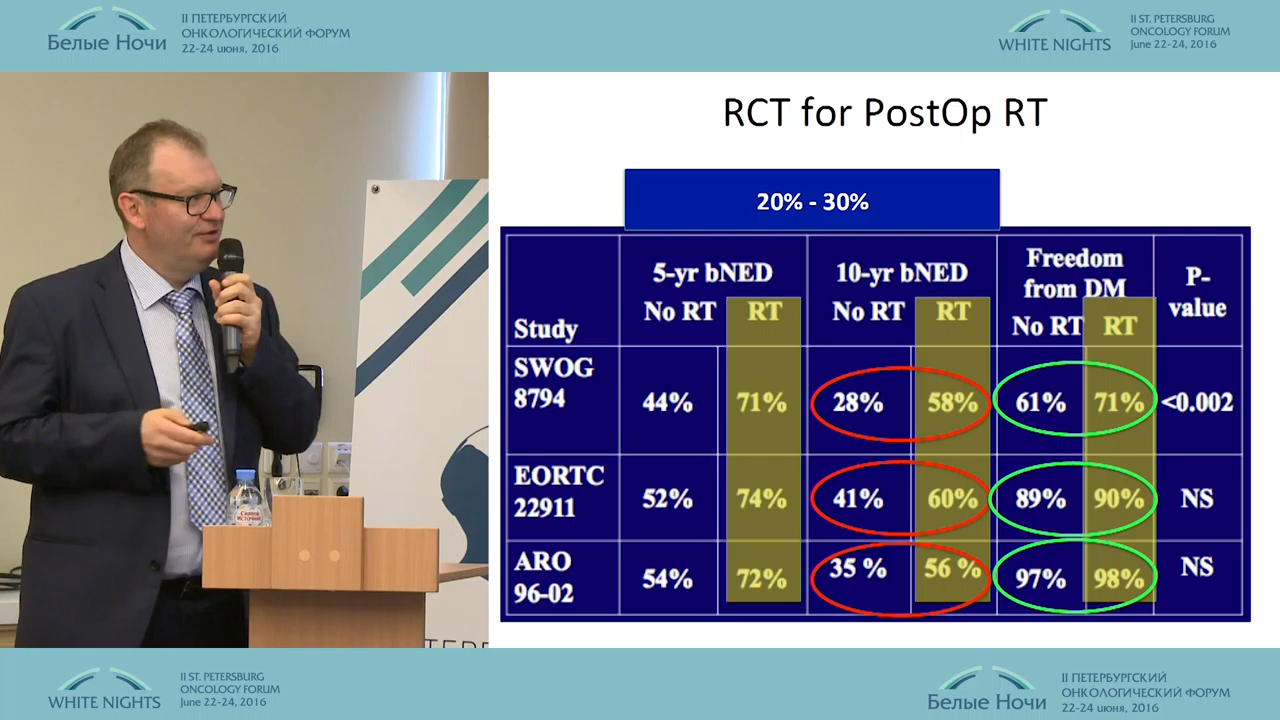 Белые Ночи
II ПЕТЕРБУРГСКИЙ
ОНКОЛОГИЧЕСКИЙ ФОРУМ
22-24 июня, 2016
WHITE NIGHTS
II ST. PETERSBURG
ONCOLOGY FORUM
June 22-24, 2016
RCT for PostOp RT
20% - 30%
Study
5-yr bNED
No RT RT
10-yr bNED
No RT RT
Freedom
from DM
No RT RT
P-
value
SWOG
8794
44% 71% 28% 58% 61% 71% <0.002
EORTC
22911
52% 74% 41% 60% 89% 90% NS
ARO
96-02
54% 72% 35 % 56 % 97% 98% NS
Святой
Источник
WHITE NIGHTS
II ST. PETERSBURG
ONCOLOGY FORUM
June 22-24, 2016
Белые Ночи
II ПЕТЕРБУРГСКИЙ
ОНКОЛОГИЧЕСКИЙ ФОРУМ
22-24 июня, 2016